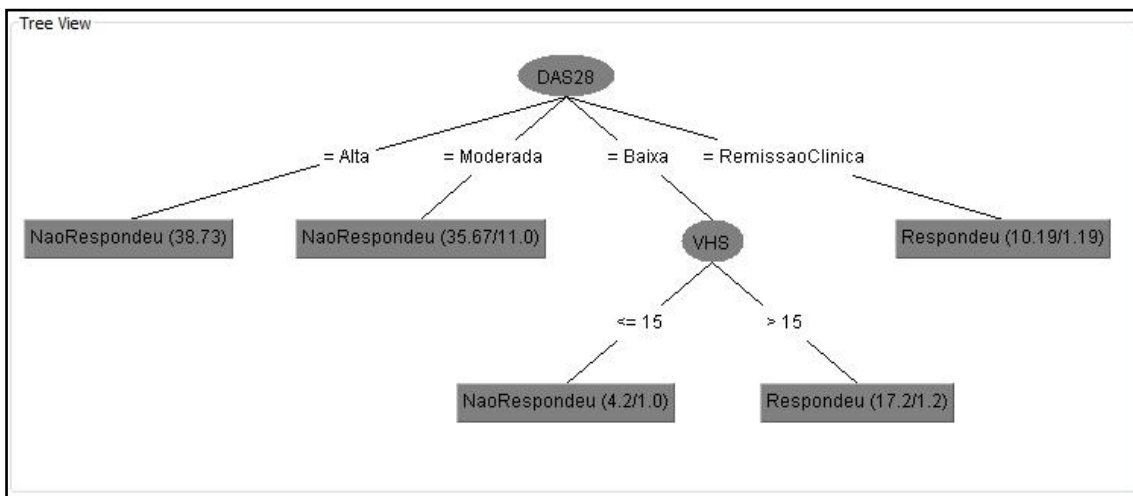 Tree View
DAS28
= Alta
= Moderada
= Baixa
= RemissaoClinica
NaoRespondeu (38.73)
NaoRespondeu (35.67/11.0)
VHS
Respondeu (10.19/1.19)
<= 15
> 15
NaoRespondeu (4.2/1.0)
Respondeu (17.2/1.2)